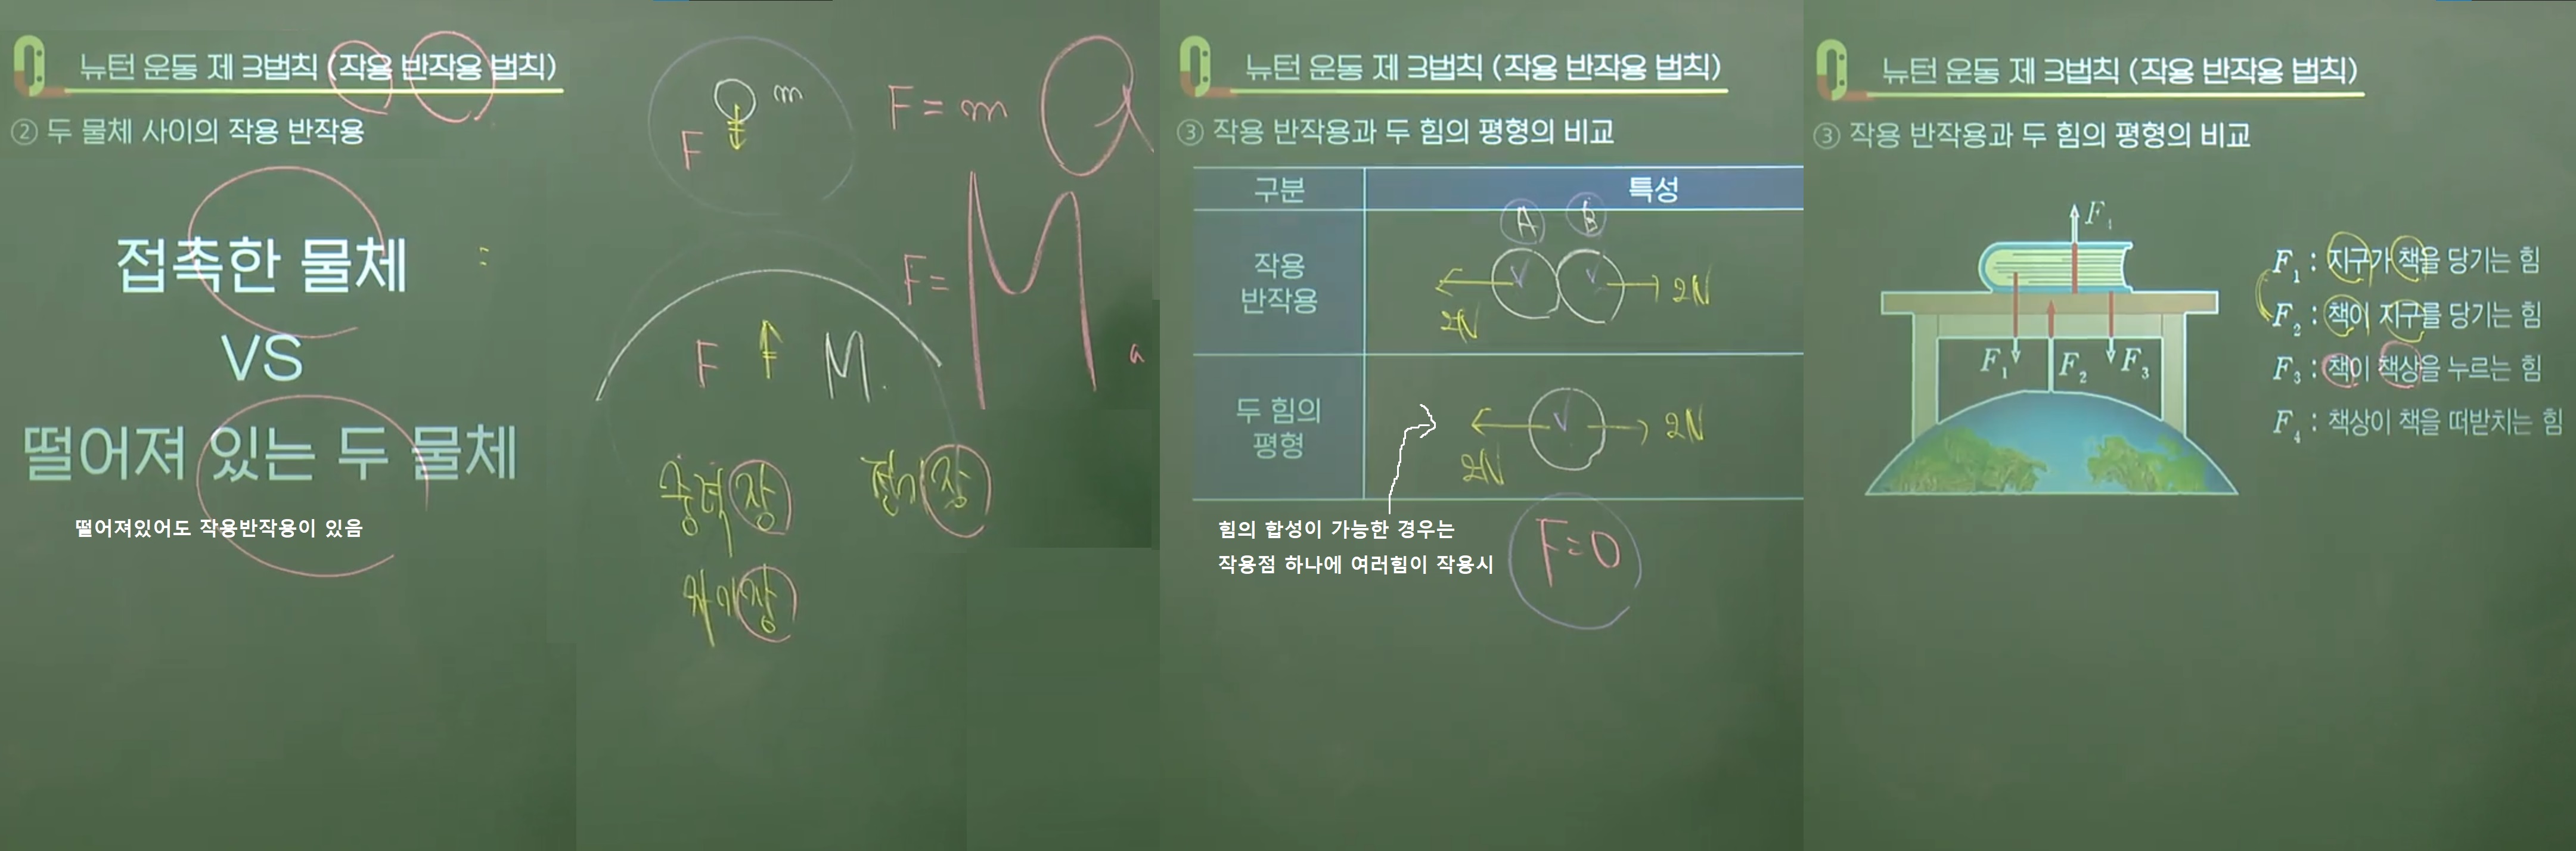 뉴턴 운동 제 3법칙 (작용 반작용 법칙)
② 두 물체 사이의 작용 반작용
접촉한 물체
VS
떨어져 있는 두 물체
떨어져있어도 작용반작용이 있음
m
F
F = m a
F = M a
F
M
중력장
전기장
자기장
뉴턴 운동 제 3법칙 (작용 반작용 법칙)
③ 작용 반작용과 두 힘의 평형의 비교
구분 특성
작용
반작용
A B
2N 2N
두 힘의
평형
2N 2N
힘의 합성이 가능한 경우는
작용점 하나에 여러힘이 작용시
F=0
뉴턴 운동 제 3법칙 (작용 반작용 법칙)
③ 작용 반작용과 두 힘의 평형의 비교
F₄
F₁ F₂ F₃
F₁ : 지구가 책을 당기는 힘
F₂ : 책이 지구를 당기는 힘
F₃ : 책이 책상을 누르는 힘
F₄ : 책상이 책을 떠받치는 힘